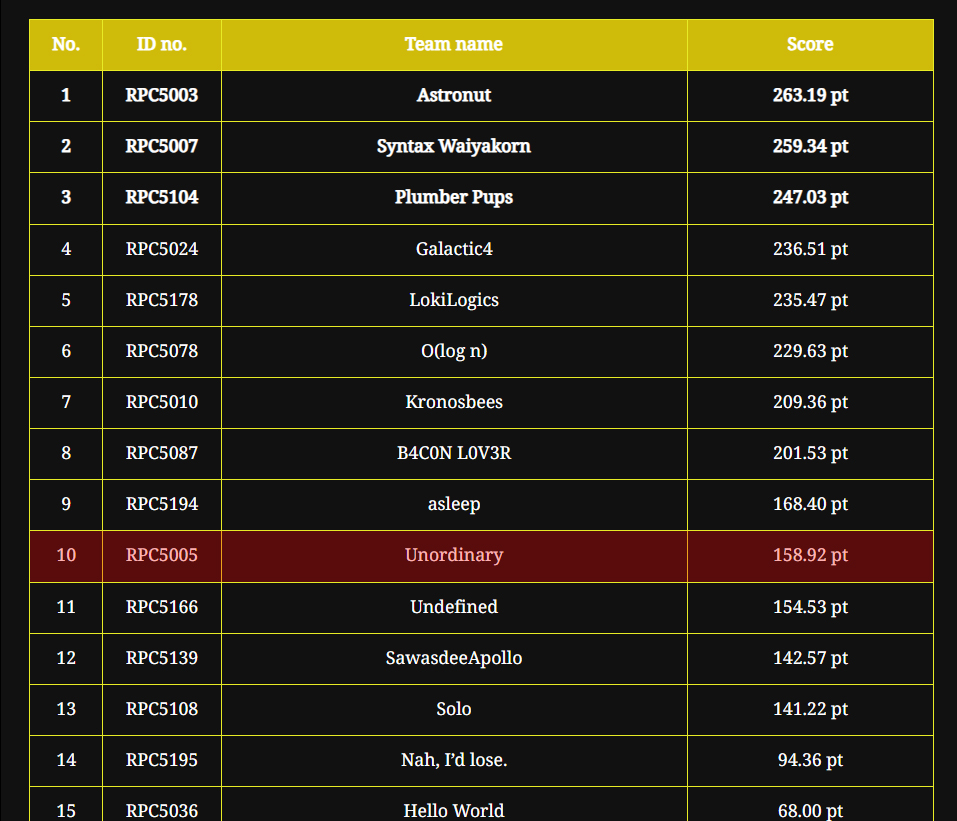 No. ID no. Team name Score
1 RPC5003 Astronut 263.19 pt
2 RPC5007 Syntax Waiyakorn 259.34 pt
3 RPC5104 Plumber Pups 247.03 pt
4 RPC5024 Galactic4 236.51 pt
5 RPC5178 LokiLogics 235.47 pt
6 RPC5078 O(log n) 229.63 pt
7 RPC5010 Kronosbees 209.36 pt
8 RPC5087 B4C0N L0V3R 201.53 pt
9 RPC5194 asleep 168.40 pt
10 RPC5005 Unordinary 158.92 pt
11 RPC5166 Undefined 154.53 pt
12 RPC5139 SawasdeeApollo 142.57 pt
13 RPC5108 Solo 141.22 pt
14 RPC5195 Nah, I’d lose. 94.36 pt
15 RPC5036 Hello World 68.00 pt